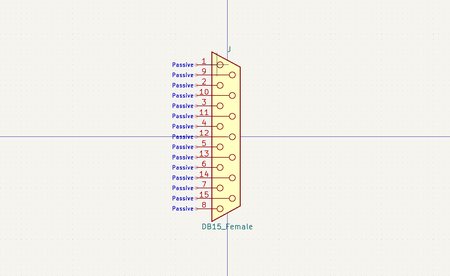 J
Passive 1
Passive 9
Passive 2
Passive 10
Passive 3
Passive 11
Passive 4
Passive 12
Passive 5
Passive 13
Passive 6
Passive 14
Passive 7
Passive 15
Passive 8
DB15_Female